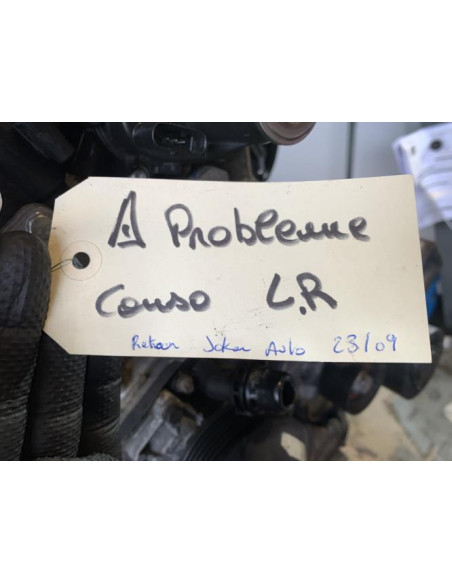 ⚠ Probleme
Conso L.R
Retour Joker Auto 23/09